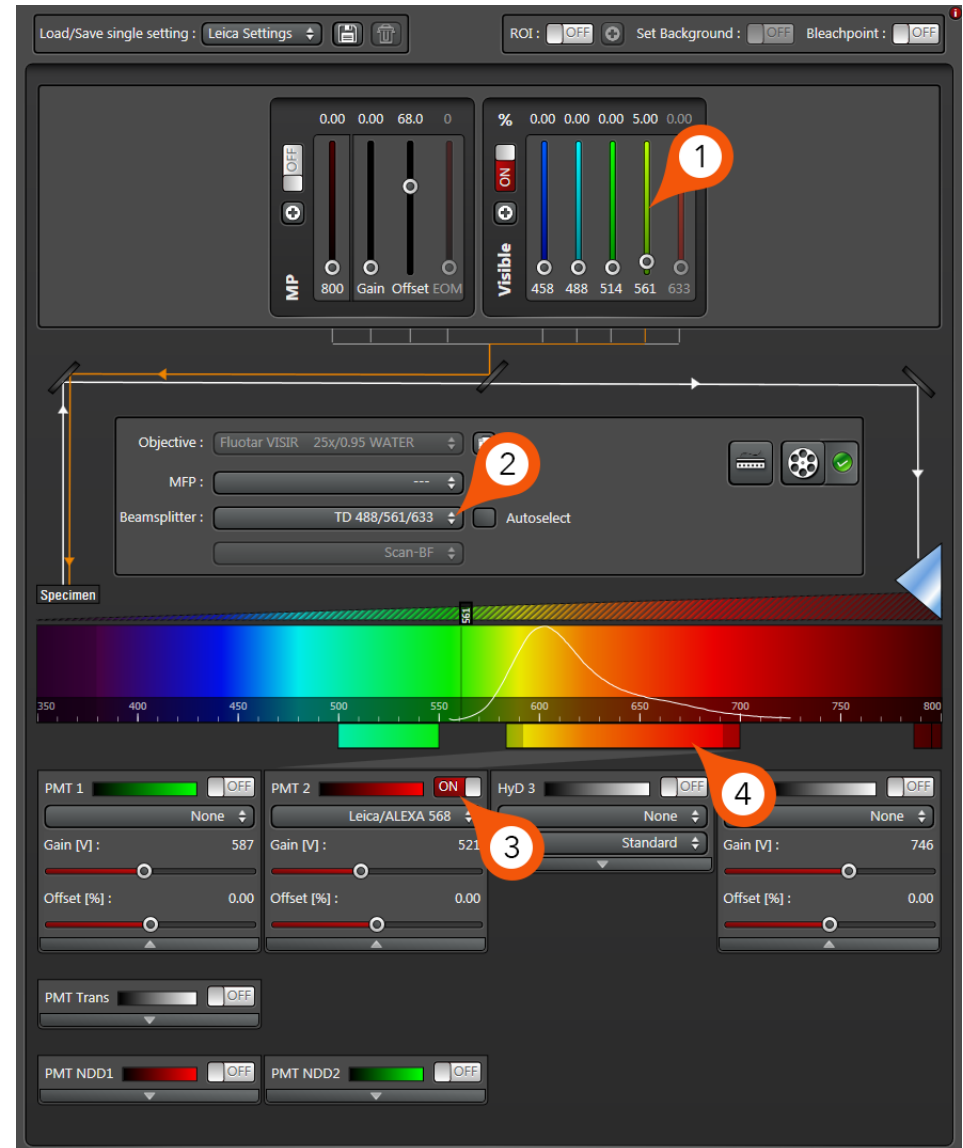 Load/Save single setting : Leica Settings ROI : OFF Set Background : OFF Bleachpoint : OFF
i
0.00 0.00 68.0 0 % 0.00 0.00 0.00 5.00 0.00
OFF ON
1
MP Visible
800 Gain Offset EOM 458 488 514 561 633
Objective : Fluotar VISIR 25x/0.95 WATER
2
MFP : ---
Beamsplitter : TD 488/561/633 Autoselect
Scan-BF
Specimen
561
350 400 450 500 550 600 650 700 750 800
4
PMT 1 OFF PMT 2 ON HyD 3 OFF OFF
None Leica/ALEXA 568 None None
3
Gain [V] : 587 Gain [V] : 521 Standard Gain [V] : 746
Offset [%] : 0.00 Offset [%] : 0.00 Offset [%] : 0.00
PMT Trans OFF
PMT NDD1 OFF PMT NDD2 OFF